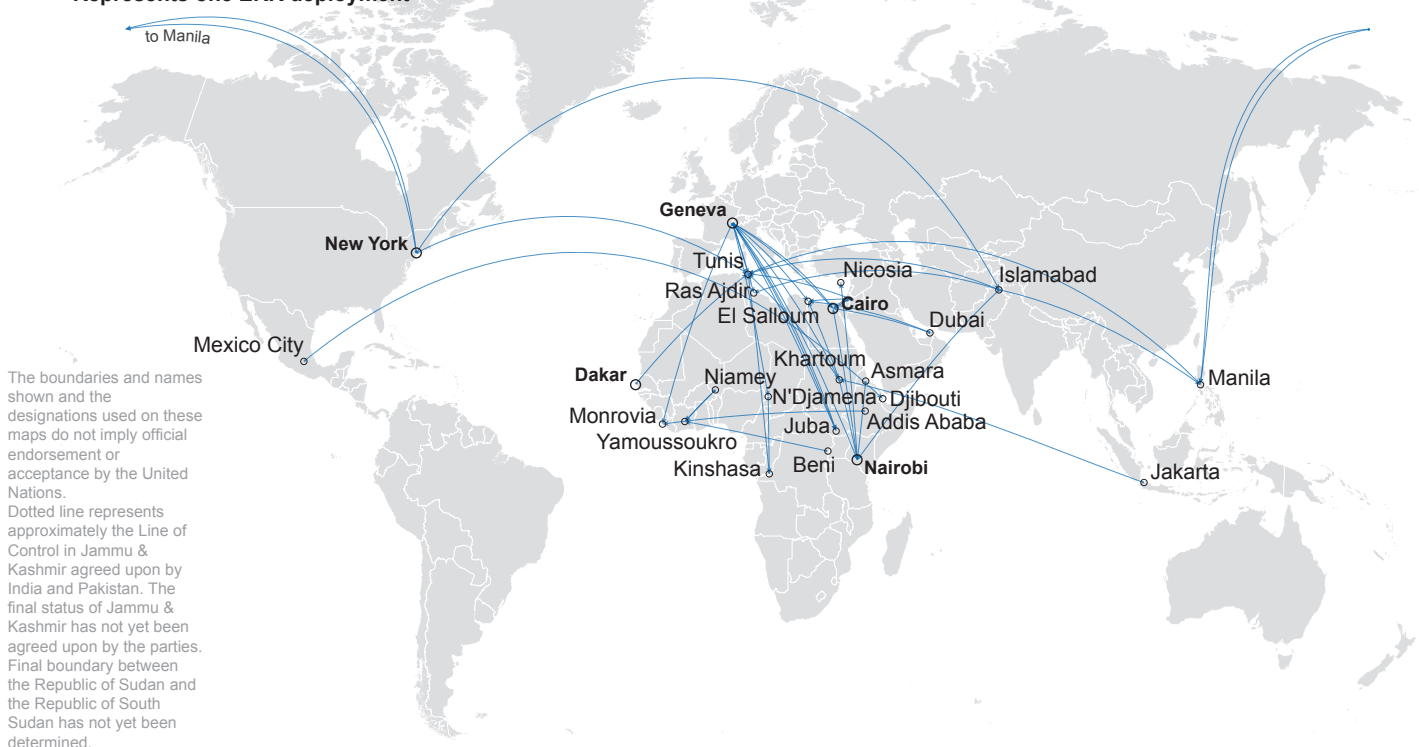 to Manila
Geneva
New York
Tunis
Nicosia
Islamabad
Ras Ajdir
Cairo
El Salloum
Dubai
Mexico City
Khartoum
Asmara
Dakar
Niamey
Manila
N'Djamena
Djibouti
Monrovia
Addis Ababa
Juba
Yamoussoukro
Beni
Nairobi
Kinshasa
Jakarta
The boundaries and names
shown and the
designations used on these
maps do not imply official
endorsement or
acceptance by the United
Nations.
Dotted line represents
approximately the Line of
Control in Jammu &
Kashmir agreed upon by
India and Pakistan. The
final status of Jammu &
Kashmir has not yet been
agreed upon by the parties.
Final boundary between
the Republic of Sudan and
the Republic of South
Sudan has not yet been
determined.